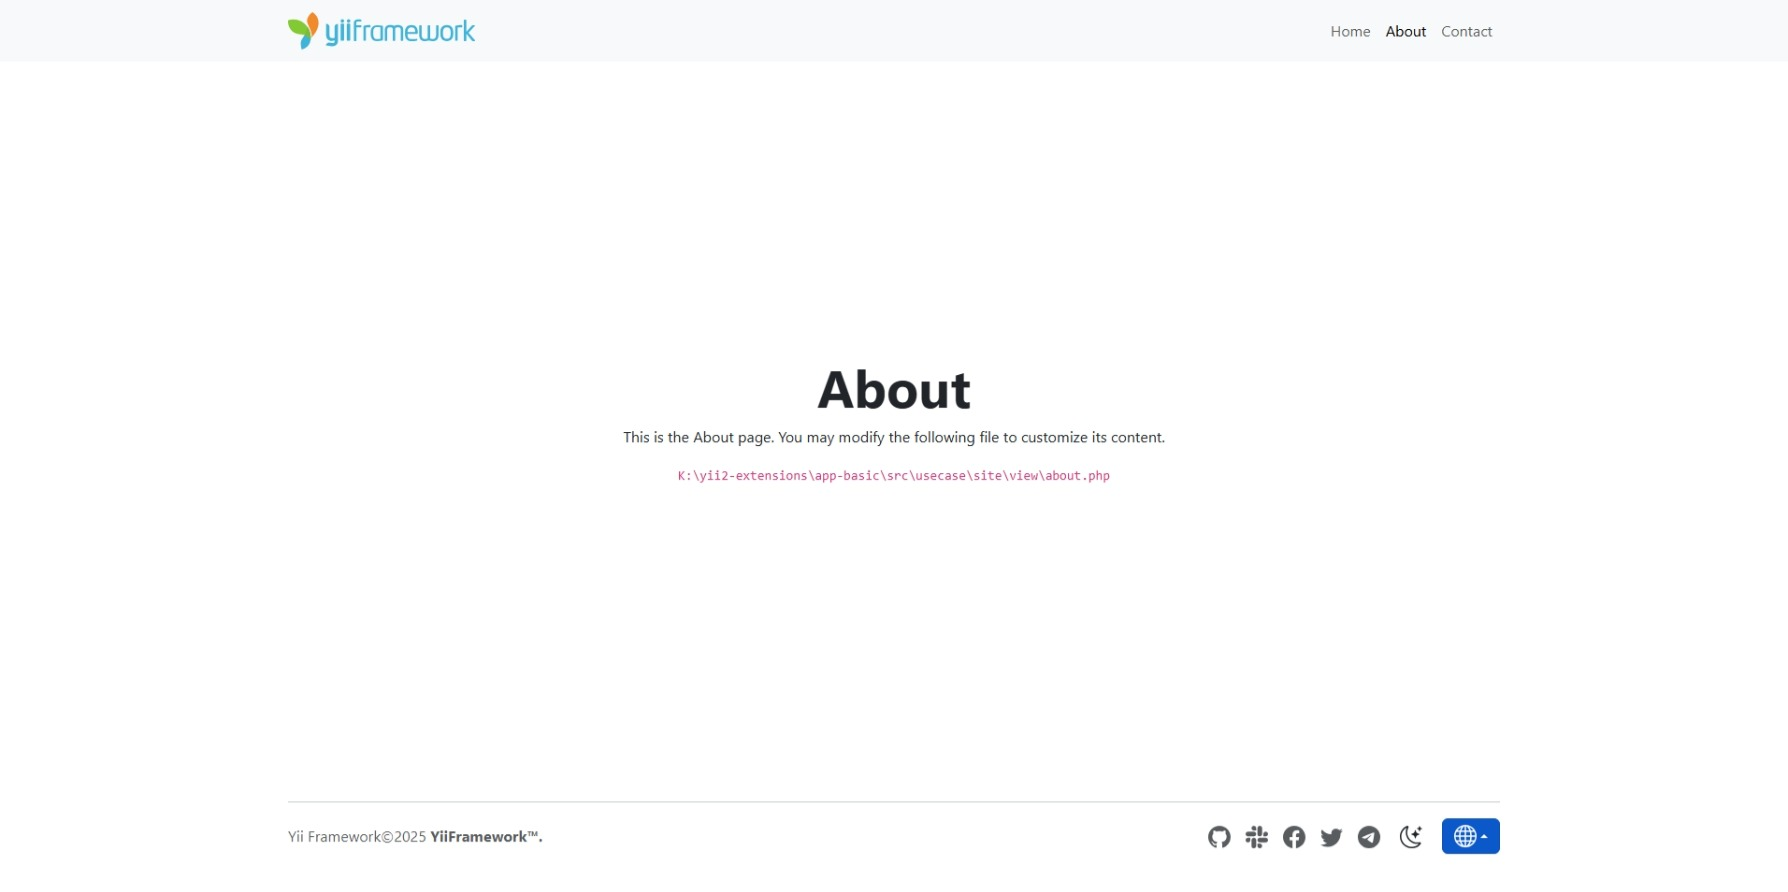 yiiframework
Home About Contact
About
This is the About page. You may modify the following file to customize its content.
K:\yii2-extensions\app-basic\src\usecase\site\view\about.php
Yii Framework©2025 YiiFramework™.